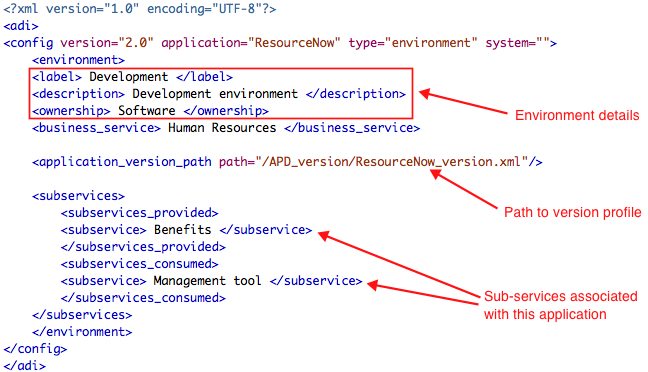 <?xml version="1.0" encoding="UTF-8"?>
<adi>
<config version="2.0" application="ResourceNow" type="environment" system="">
<environment>
<label> Development </label>
<description> Development environment </description>
<ownership> Software </ownership>
Environment details
<business_service> Human Resources </business_service>
<application_version_path path="/APD_version/ResourceNow_version.xml"/>
Path to version profile
<subservices>
<subservices_provided>
<subservice> Benefits </subservice>
</subservices_provided>
<subservices_consumed>
<subservice> Management tool </subservice>
</subservices_consumed>
Sub-services associated
with this application
</subservices>
</environment>
</config>
</adi>